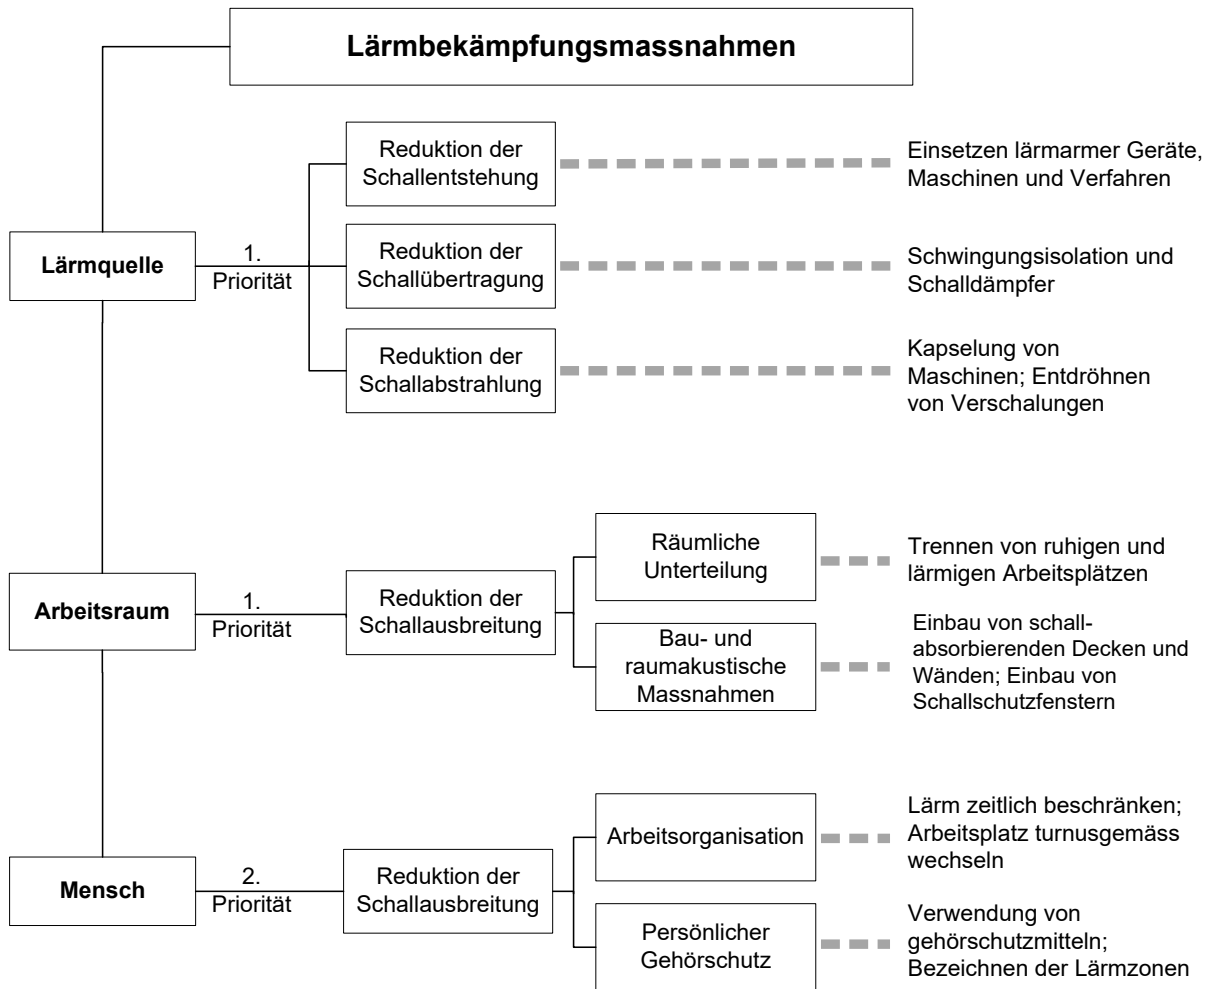 Lärmbekämpfungsmassnahmen
Reduktion der
Schallentstehung
Einsetzen lärmarmer Geräte,
Maschinen und Verfahren
Lärmquelle
1.
Priorität
Reduktion der
Schallübertragung
Schwingungsisolation und
Schalldämpfer
Reduktion der
Schallabstrahlung
Kapselung von
Maschinen; Entdröhnen
von Verschalungen
Arbeitsraum
1.
Priorität
Reduktion der
Schallausbreitung
Räumliche
Unterteilung
Trennen von ruhigen und
lärmigen Arbeitsplätzen
Bau- und
raumakustische
Massnahmen
Einbau von schall-
absorbierenden Decken und
Wänden; Einbau von
Schallschutzfenstern
Mensch
2.
Priorität
Reduktion der
Schallausbreitung
Arbeitsorganisation
Lärm zeitlich beschränken;
Arbeitsplatz turnusgemäss
wechseln
Persönlicher
Gehörschutz
Verwendung von
gehörschutzmitteln;
Bezeichnen der Lärmzonen